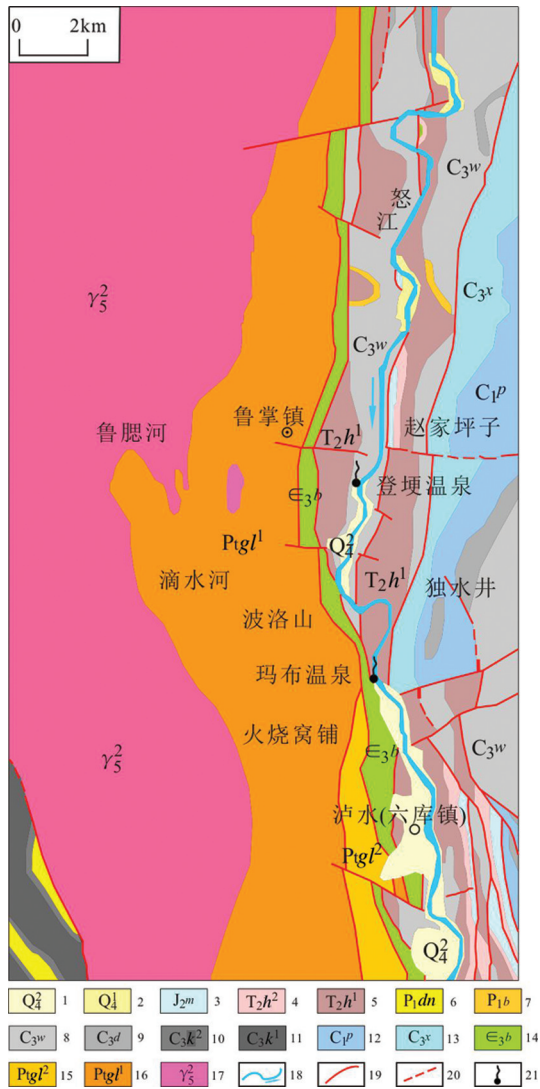 0 2km
C₃w
怒江
C₃x
γ₅²
C₃w
C₁p
鲁掌镇
T₂h¹
赵家坪子
鲁腮河
登埂温泉
∈₃b
Ptgl¹
Q₄²
滴水河
T₂h¹
独水井
波洛山
玛布温泉
火烧窝铺
∈₃b
C₃w
γ₅²
泸水(六库镇)
Ptgl²
Q₄²
Q₄² 1 Q₄¹ 2 J₂m 3 T₂h² 4 T₂h¹ 5 P₁dn 6 P₁b 7
C₃w 8 C₃d 9 C₃k² 10 C₃k¹ 11 C₁p 12 C₃x 13 ∈₃b 14
Ptgl² 15 Ptgl¹ 16 γ₅² 17 18 19 20 21